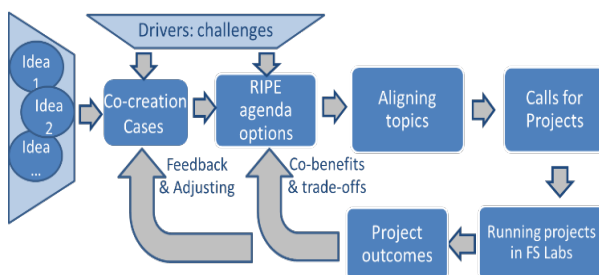 Drivers: challenges
Idea
1
Idea
2
Idea
...
Co-creation
Cases
RIPE
agenda
options
Aligning
topics
Calls for
Projects
Feedback
& Adjusting
Co-benefits
& trade-offs
Project
outcomes
Running projects
in FS Labs